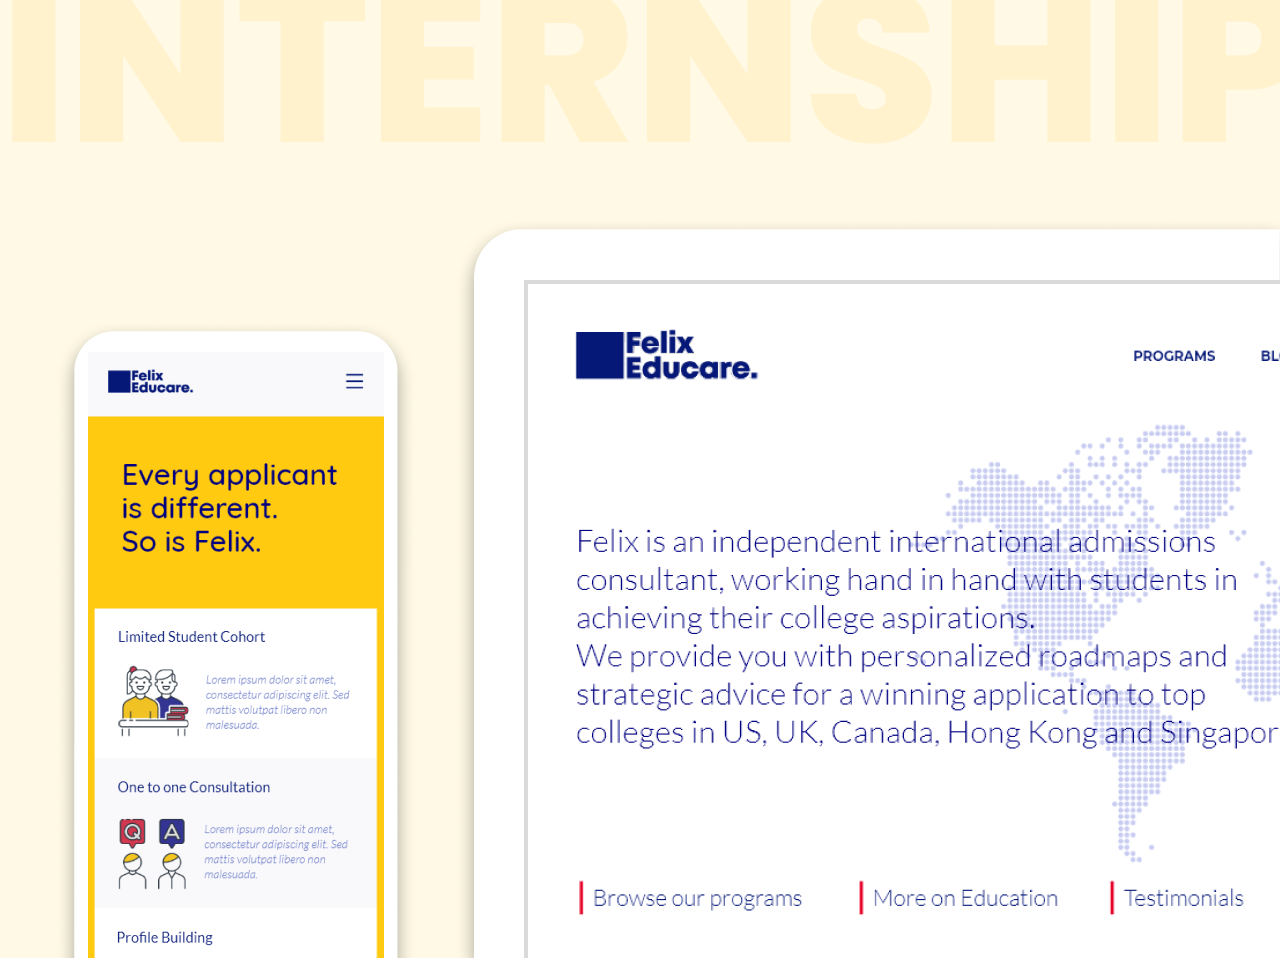 INTERNSHIP
Felix
Educare.
Every applicant
is different.
So is Felix.
Limited Student Cohort
Lorem ipsum dolor sit amet,
consectetur adipiscing elit. Sed
mattis volutpat libero non
malesuada.
One to one Consultation
Q A
Lorem ipsum dolor sit amet,
consectetur adipiscing elit. Sed
mattis volutpat libero non
malesuada.
Profile Building
Felix
Educare.
PROGRAMS
Felix is an independent international admissions
consultant, working hand in hand with students in
achieving their college aspirations.
We provide you with personalized roadmaps and
strategic advice for a winning application to top
colleges in US, UK, Canada, Hong Kong and Singapor
Browse our programs
More on Education
Testimonials